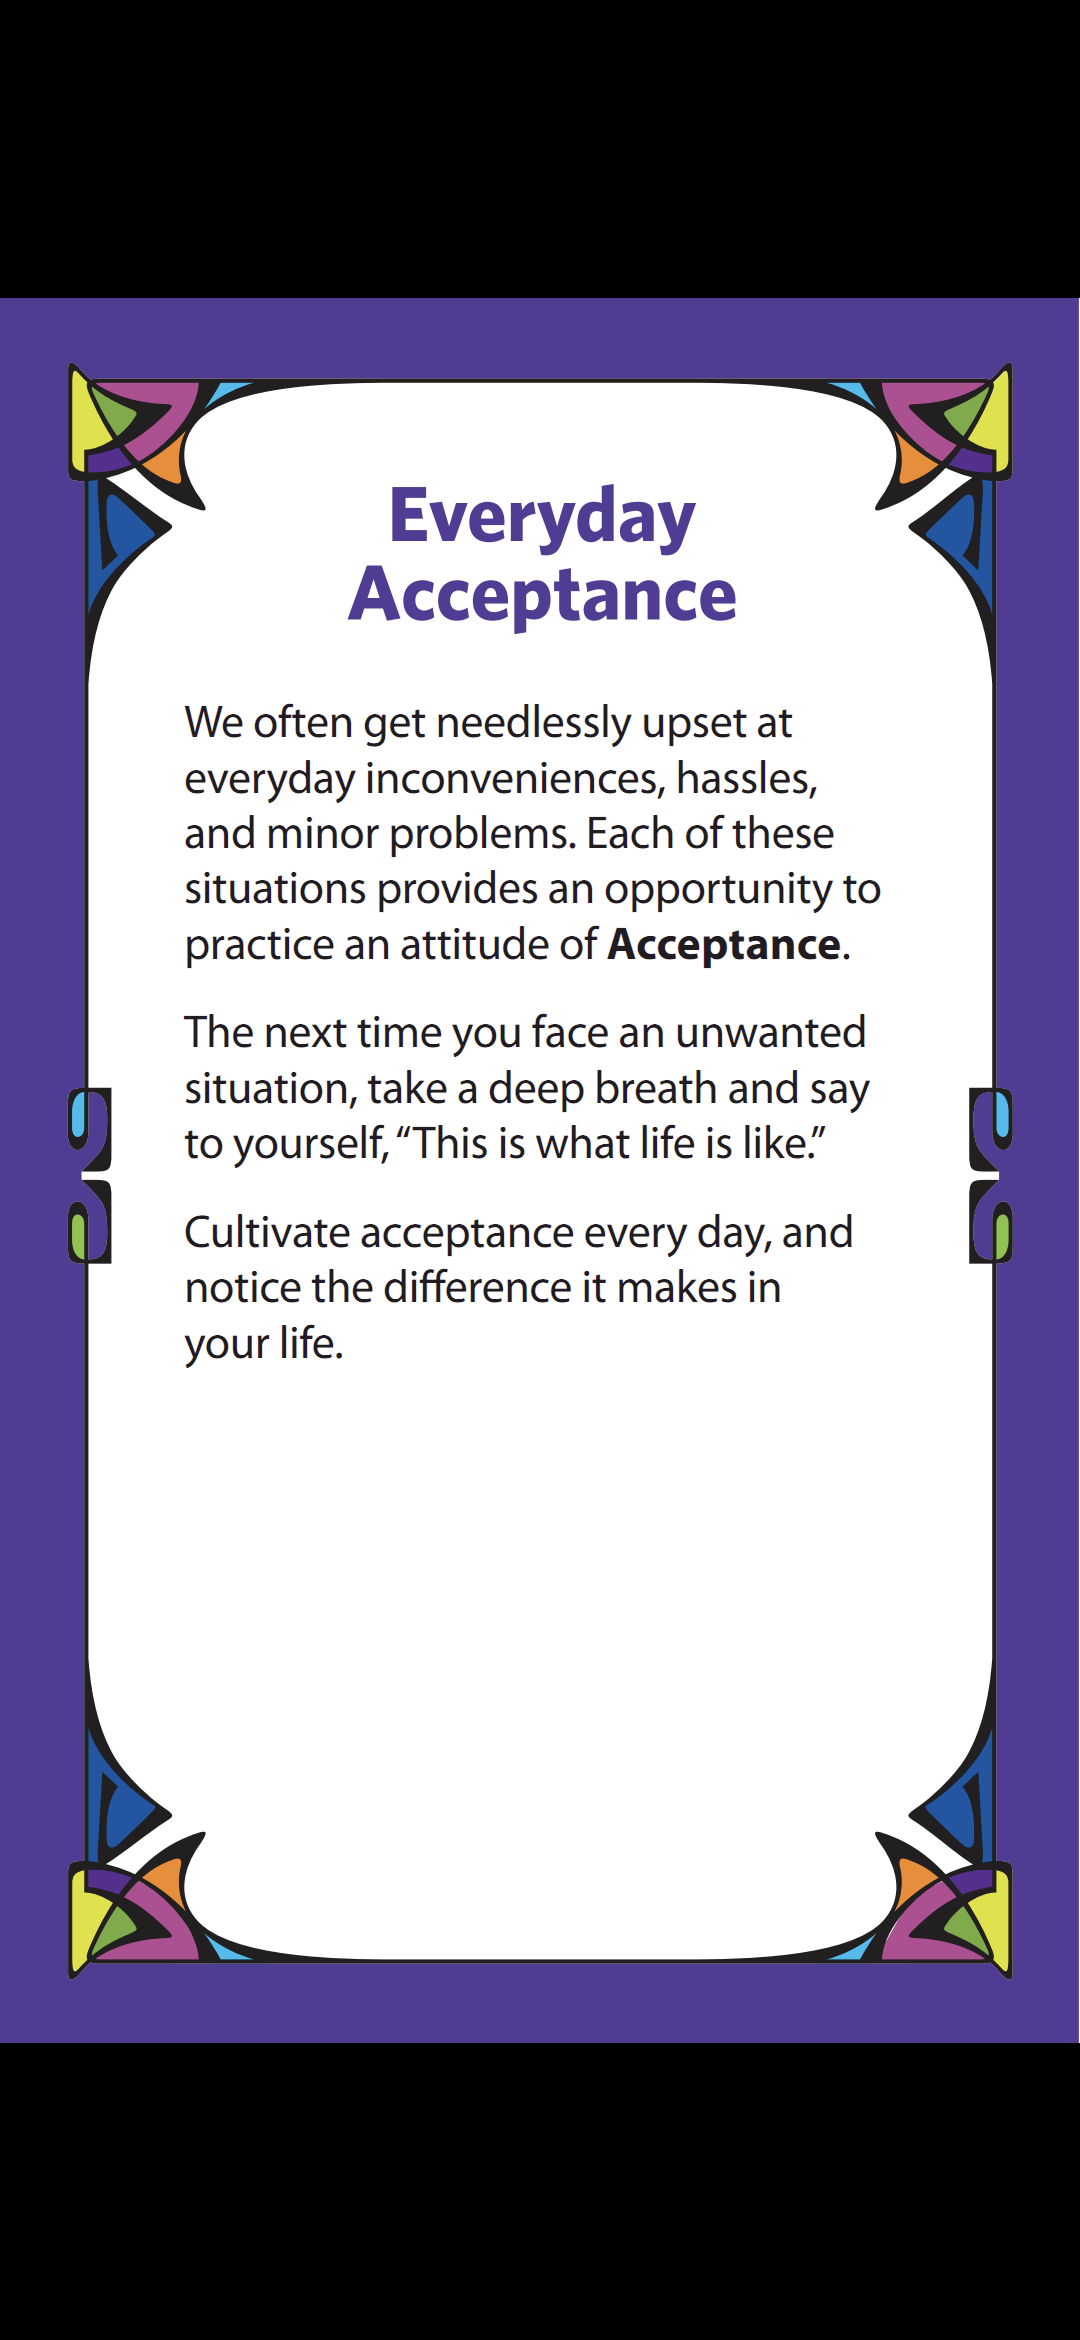 Everyday
Acceptance
We often get needlessly upset at
everyday inconveniences, hassles,
and minor problems. Each of these
situations provides an opportunity to
practice an attitude of Acceptance.
The next time you face an unwanted
situation, take a deep breath and say
to yourself, “This is what life is like.”
Cultivate acceptance every day, and
notice the difference it makes in
your life.